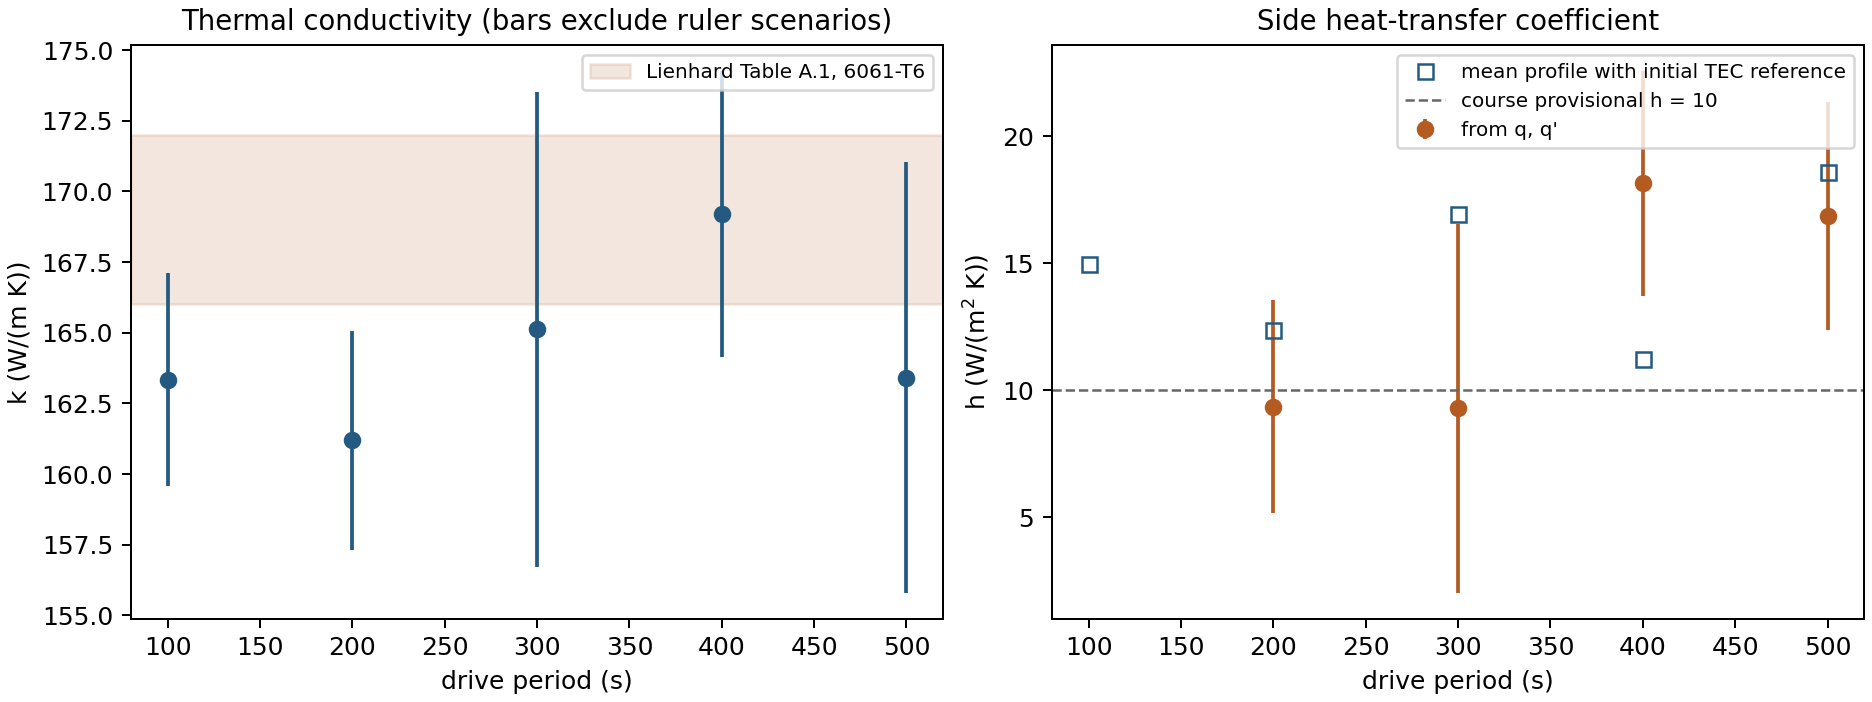 Thermal conductivity (bars exclude ruler scenarios)
Lienhard Table A.1, 6061-T6
k (W/(m K))
175.0
172.5
170.0
167.5
165.0
162.5
160.0
157.5
155.0
100 150 200 250 300 350 400 450 500
drive period (s)
Side heat-transfer coefficient
mean profile with initial TEC reference
course provisional h = 10
from q, q'
h (W/(m² K))
20
15
10
5
100 150 200 250 300 350 400 450 500
drive period (s)